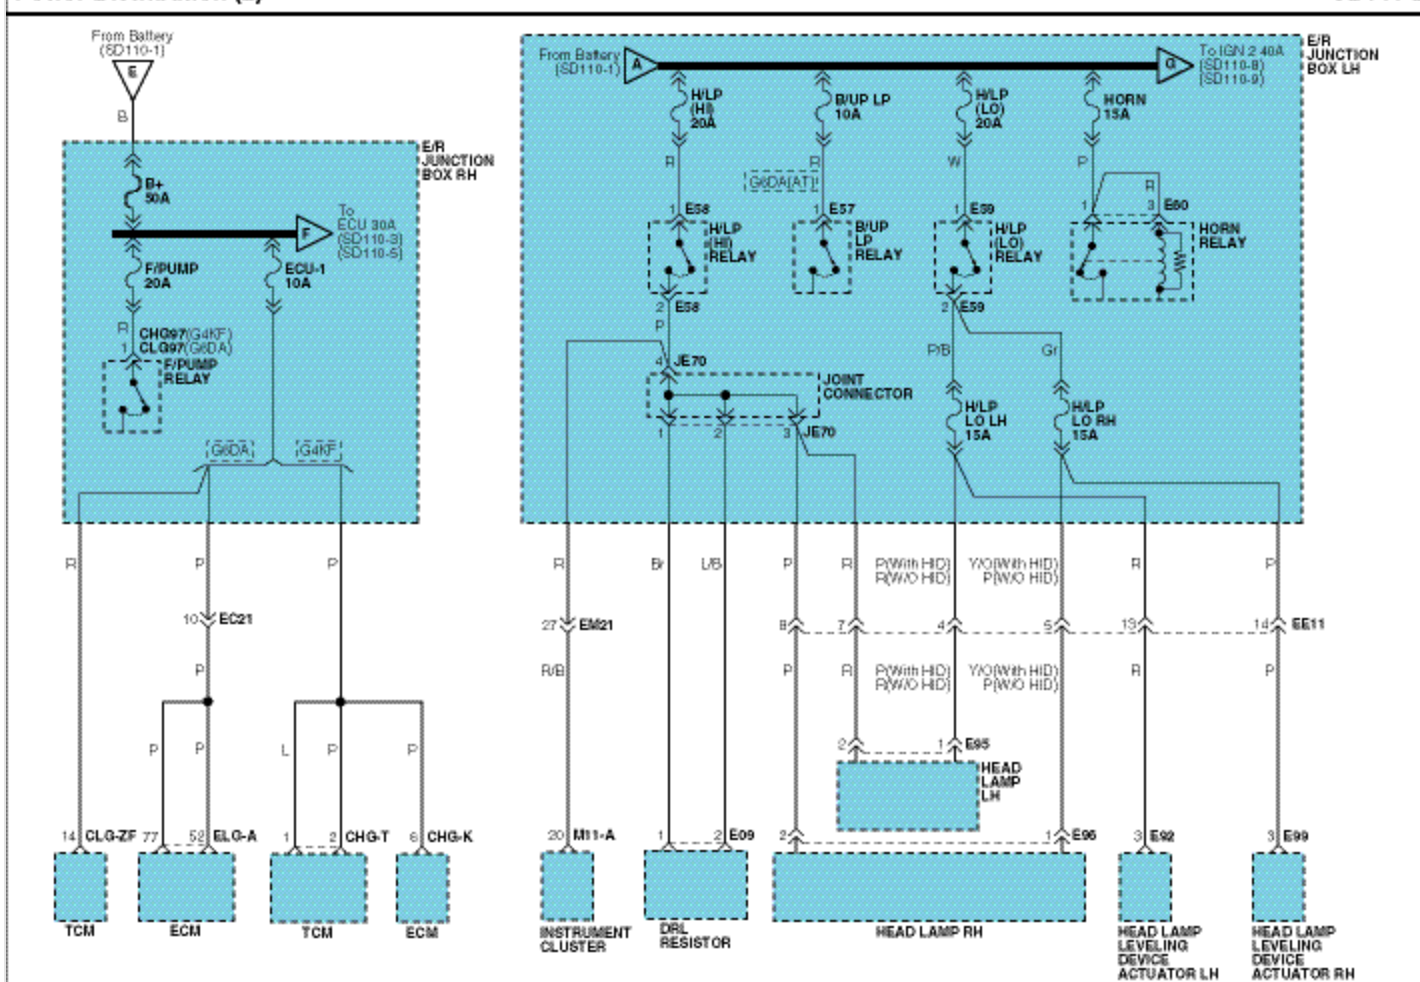 From Battery
(SD110-1)
E
B
E/R
JUNCTION
BOX RH
B+
50A
F
To
ECU 30A
(SD110-3)
(SD110-5)
F/PUMP
20A
ECU-1
10A
R
CHG97(G4KF)
1 CLG97(G6DA)
F/PUMP
RELAY
G6DA
G4KF
R
P
P
10 EC21
P
P
P
L
P
P
14 CLG-ZF
77
52 ELG-A
1
2 CHG-T
6 CHG-K
TCM
ECM
TCM
ECM
From Battery
(SD110-1)
A
G
To IGN 2 40A
(SD110-8)
(SD110-9)
E/R
JUNCTION
BOX LH
H/LP
(HI)
20A
B/UP LP
10A
H/LP
(LO)
20A
HORN
15A
R
R
G6DA(AT)
W
P
R
1 E58
1 E57
1 E59
1
3 E60
H/LP
(HI)
RELAY
B/UP
LP
RELAY
H/LP
(LO)
RELAY
HORN
RELAY
2 E58
P
2 E59
P/B
Gr
4 JE70
JOINT
CONNECTOR
1
2
3 JE70
H/LP
LO LH
15A
H/LP
LO RH
15A
R
Br
L/B
P
R
P(With HID)
R(W/O HID)
Y/O(With HID)
P(W/O HID)
R
P
27 EM21
8
7
4
5
13
14 EE11
R/B
P
R
P(With HID)
R(W/O HID)
Y/O(With HID)
P(W/O HID)
R
P
2
1 E95
HEAD
LAMP
LH
20 M11-A
1
2 E09
2
1 E96
3 E92
3 E99
INSTRUMENT
CLUSTER
DRL
RESISTOR
HEAD LAMP RH
HEAD LAMP
LEVELING
DEVICE
ACTUATOR LH
HEAD LAMP
LEVELING
DEVICE
ACTUATOR RH